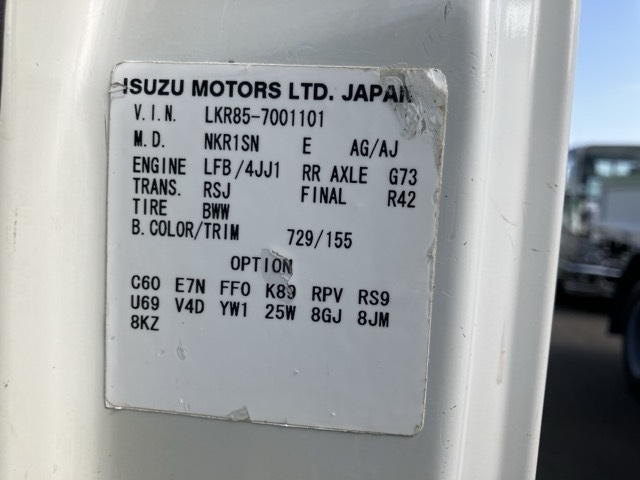 ISUZU MOTORS LTD. JAPAN
V.I.N. LKR85-7001101
M.D. NKR1SN E AG/AJ
ENGINE LFB/4JJ1 RR AXLE G73
TRANS. RSJ FINAL R42
TIRE BWW
B.COLOR/TRIM 729/155
OPTION
C60 E7N FFO K89 RPV RS9
U69 V4D YW1 25W 8GJ 8JM
8KZ